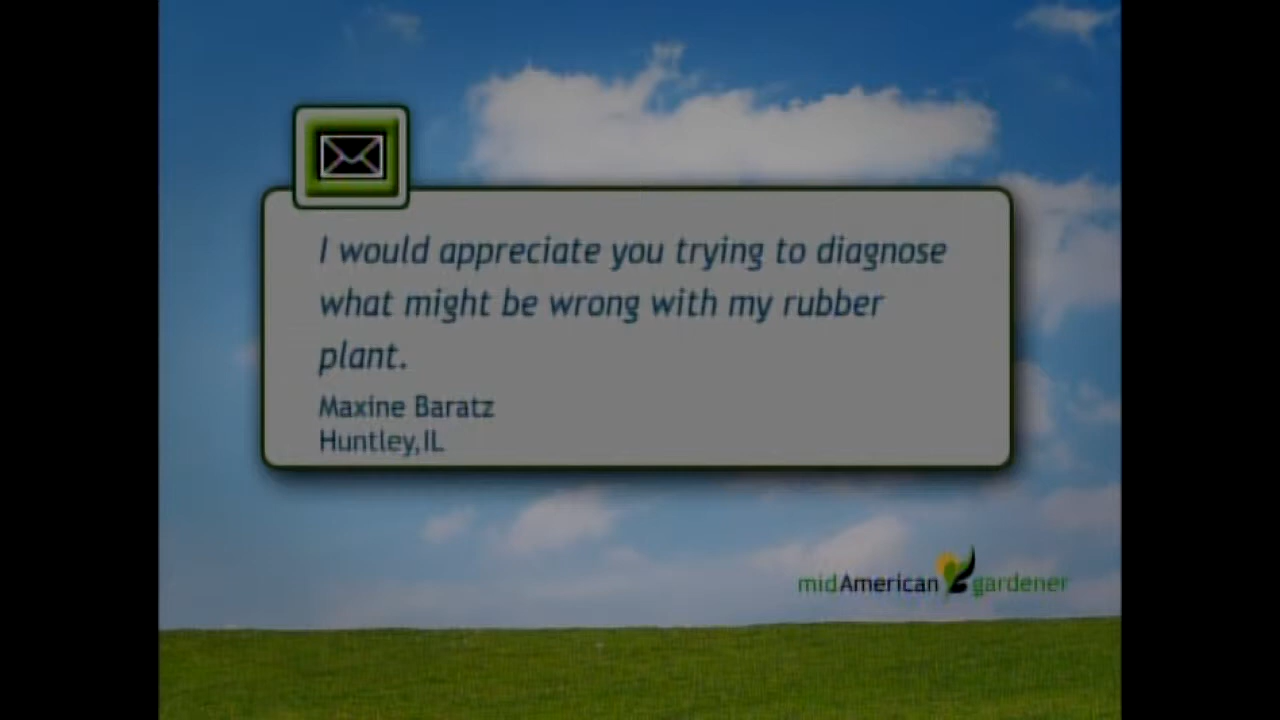 I would appreciate you trying to diagnose
what might be wrong with my rubber
plant.
Maxine Baratz
Huntley,IL
midAmerican gardener